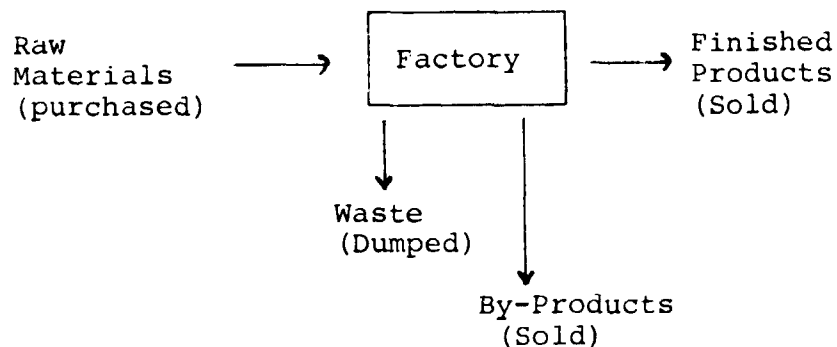 Raw
Materials
(purchased)
Factory
Finished
Products
(Sold)
Waste
(Dumped)
By-Products
(Sold)